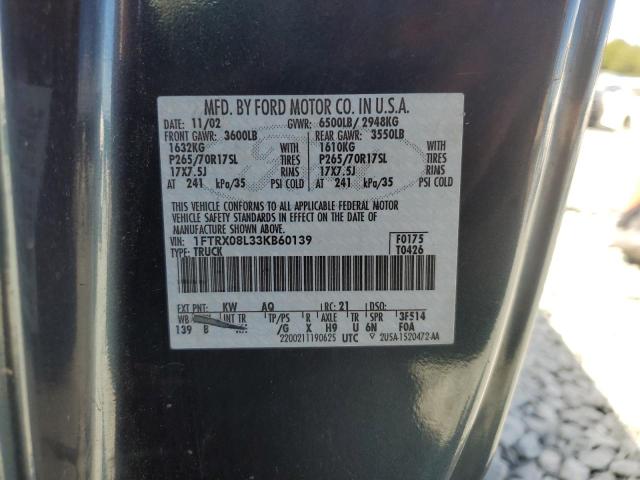 MFD. BY FORD MOTOR CO. IN U.S.A.
DATE: 11/02 GVWR: 6500LB/ 2948KG
FRONT GAWR: 3600LB REAR GAWR: 3550LB
1632KG WITH 1610KG WITH
P265/70R17SL TIRES P265/70R17SL TIRES
17X7.5J RIMS 17X7.5J RIMS
AT 241 kPa/35 PSI COLD AT 241 kPa/35 PSI COLD
THIS VEHICLE CONFORMS TO ALL APPLICABLE FEDERAL MOTOR
VEHICLE SAFETY STANDARDS IN EFFECT ON THE DATE OF
MANUFACTURE SHOWN ABOVE.
VIN: 1FTRX08L33KB60139 F0175
TYPE: TRUCK T0426
EXT PNT: KW AQ RC: 21 DSO:
WB INT TR TP/PS R AXLE TR SPR 3F514
139 B /G X H9 U 6N F0A
2200211190625 UTC 2U5A-1520472-AA